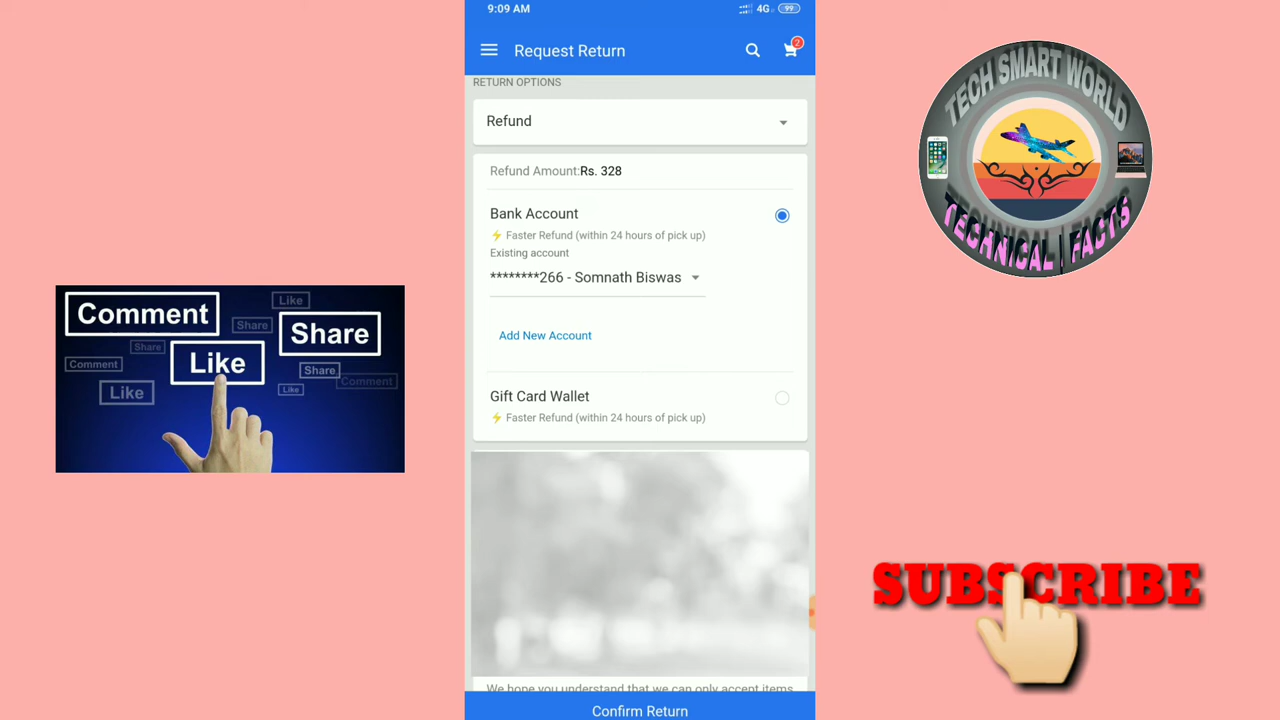 9:09 AM
4G
99
Request Return
2
RETURN OPTIONS
Refund
Refund Amount:Rs. 328
Bank Account
Faster Refund (within 24 hours of pick up)
Existing account
********266 - Somnath Biswas
Add New Account
Gift Card Wallet
Faster Refund (within 24 hours of pick up)
We hope you understand that we can only accept items
Confirm Return
Comment
Like
Share
Share
Share
Like
Comment
Share
Comment
Like
Like
TECH SMART WORLD
TECHNICAL | FACTS
SUBSCRIBE